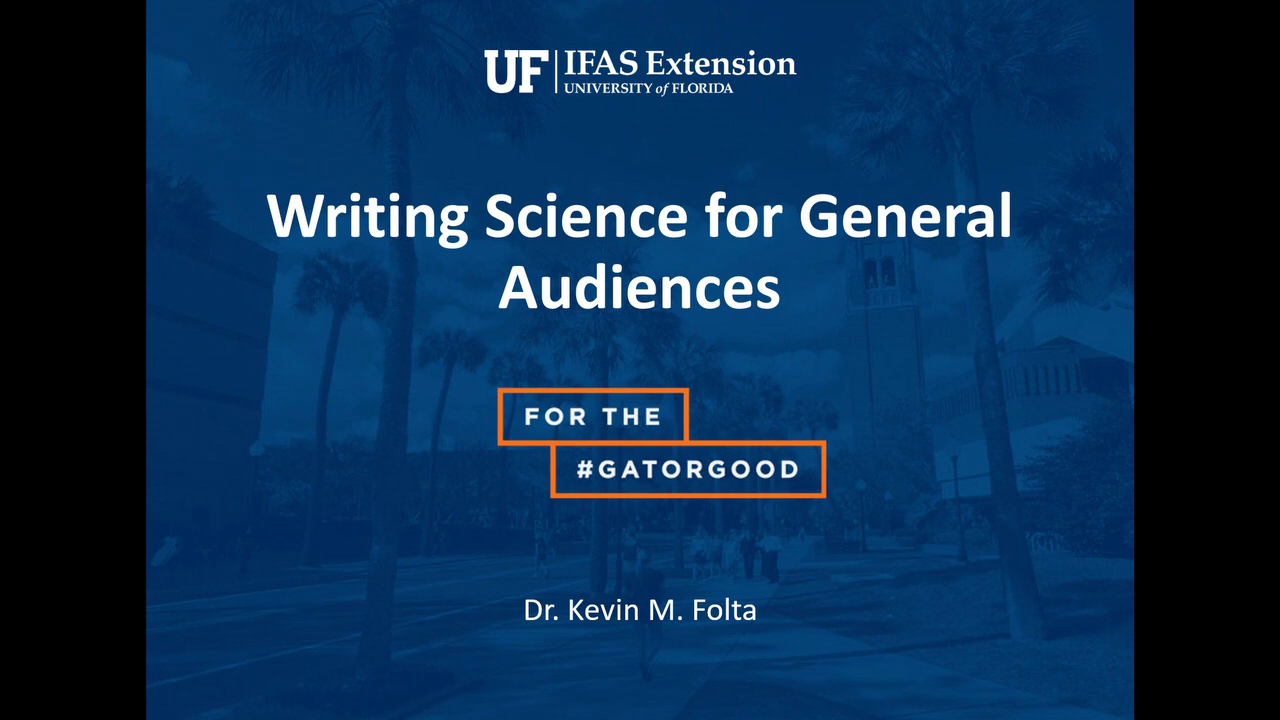 UF | IFAS Extension
UNIVERSITY of FLORIDA
Writing Science for General
Audiences
FOR THE
#GATORGOOD
Dr. Kevin M. Folta